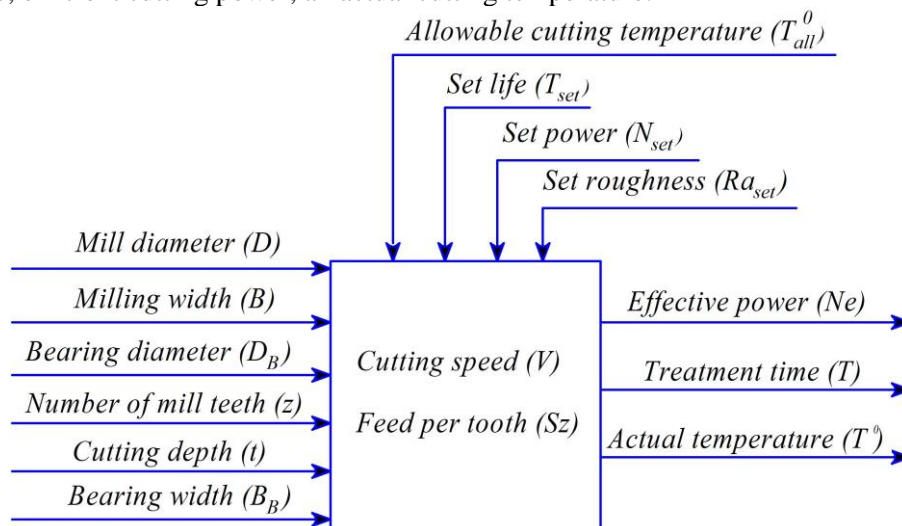 Allowable cutting temperature (T⁰all)
Set life (Tset)
Set power (Nset)
Set roughness (Raset)
Mill diameter (D)
Milling width (B)
Bearing diameter (DB)
Number of mill teeth (z)
Cutting depth (t)
Bearing width (BB)
Cutting speed (V)
Feed per tooth (Sz)
Effective power (Ne)
Treatment time (T)
Actual temperature (T⁰)